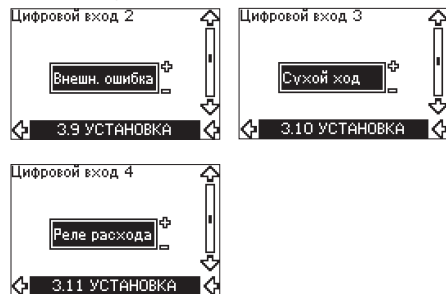 Цифровой вход 2
Внешн. ошибка
3.9 УСТАНОВКА
Цифровой вход 3
Сухой ход
3.10 УСТАНОВКА
Цифровой вход 4
Реле расхода
3.11 УСТАНОВКА